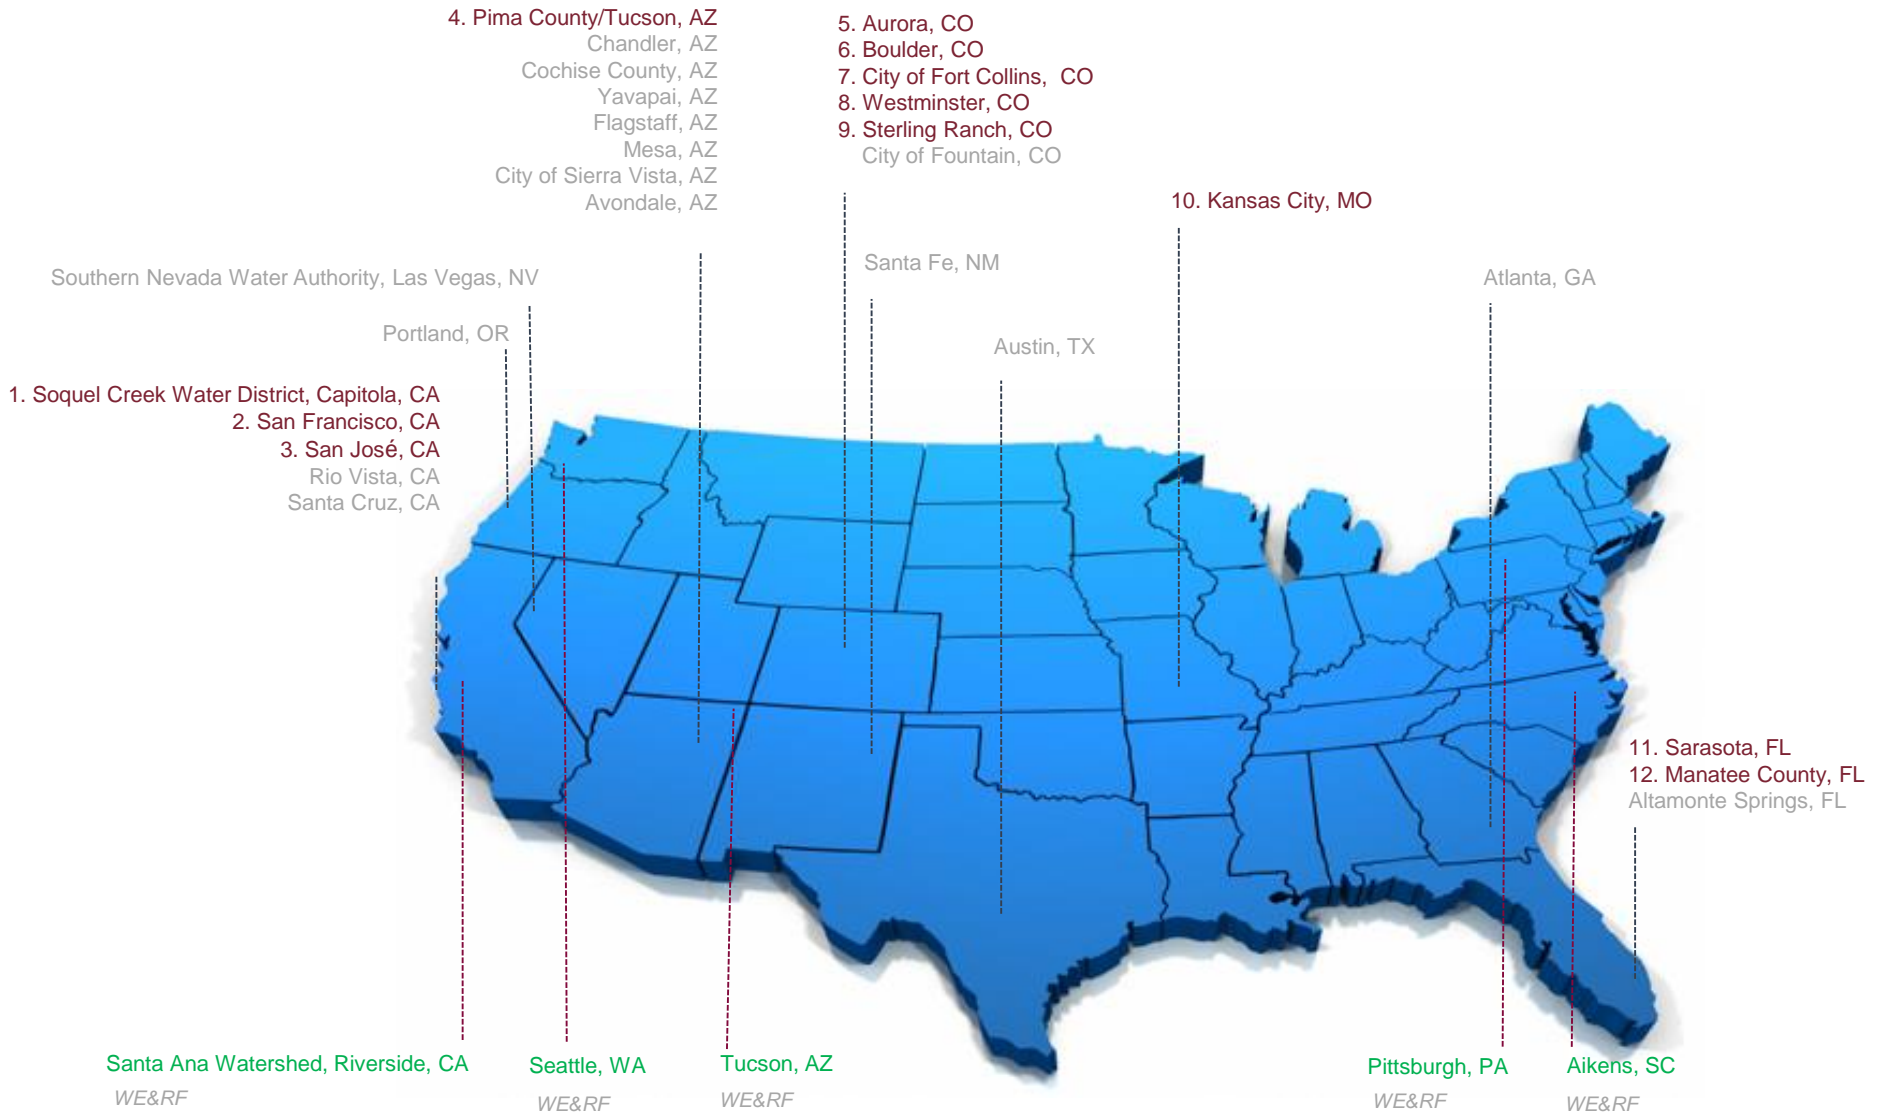 4. Pima County/Tucson, AZ
Chandler, AZ
Cochise County, AZ
Yavapai, AZ
Flagstaff, AZ
Mesa, AZ
City of Sierra Vista, AZ
Avondale, AZ
5. Aurora, CO
6. Boulder, CO
7. City of Fort Collins, CO
8. Westminster, CO
9. Sterling Ranch, CO
City of Fountain, CO
10. Kansas City, MO
Southern Nevada Water Authority, Las Vegas, NV
Santa Fe, NM
Atlanta, GA
Portland, OR
Austin, TX
1. Soquel Creek Water District, Capitola, CA
2. San Francisco, CA
3. San José, CA
Rio Vista, CA
Santa Cruz, CA
11. Sarasota, FL
12. Manatee County, FL
Altamonte Springs, FL
Santa Ana Watershed, Riverside, CA
WE&RF
Seattle, WA
WE&RF
Tucson, AZ
WE&RF
Pittsburgh, PA
WE&RF
Aikens, SC
WE&RF